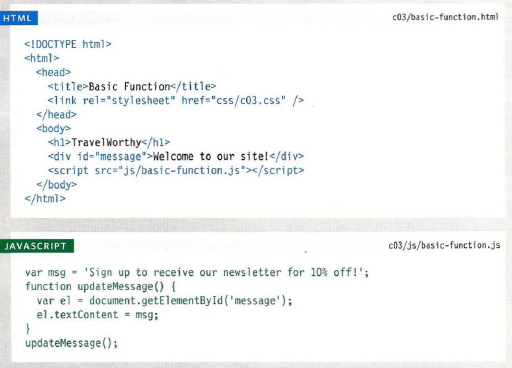 HTML
c03/basic-function.html
<!DOCTYPE html>
<html>
  <head>
    <title>Basic Function</title>
    <link rel="stylesheet" href="css/c03.css" />
  </head>
  <body>
    <h1>TravelWorthy</h1>
    <div id="message">Welcome to our site!</div>
    <script src="js/basic-function.js"></script>
  </body>
</html>
JAVASCRIPT
c03/js/basic-function.js
var msg = 'Sign up to receive our newsletter for 10% off!';
function updateMessage() {
  var el = document.getElementById('message');
  el.textContent = msg;
}
updateMessage();